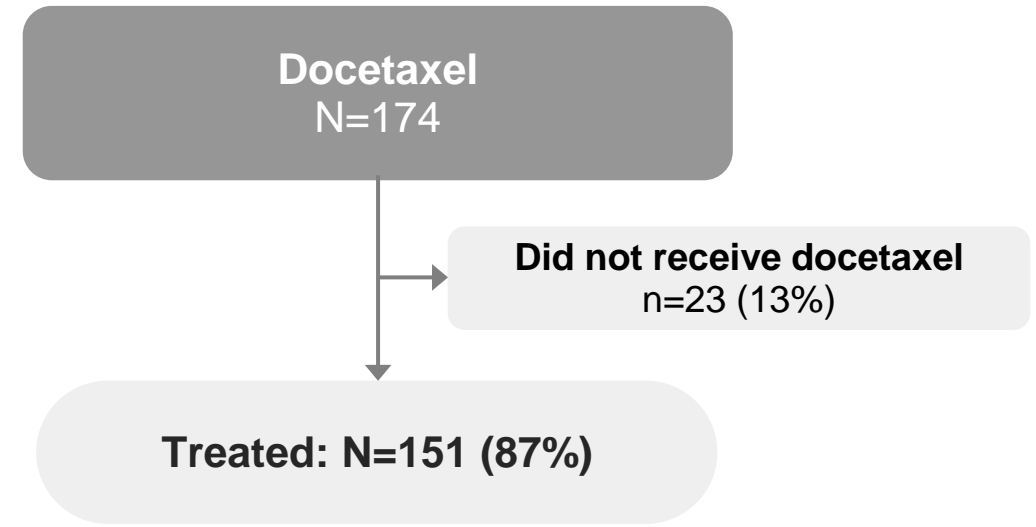 Docetaxel
N=174
Did not receive docetaxel
n=23 (13%)
Treated: N=151 (87%)